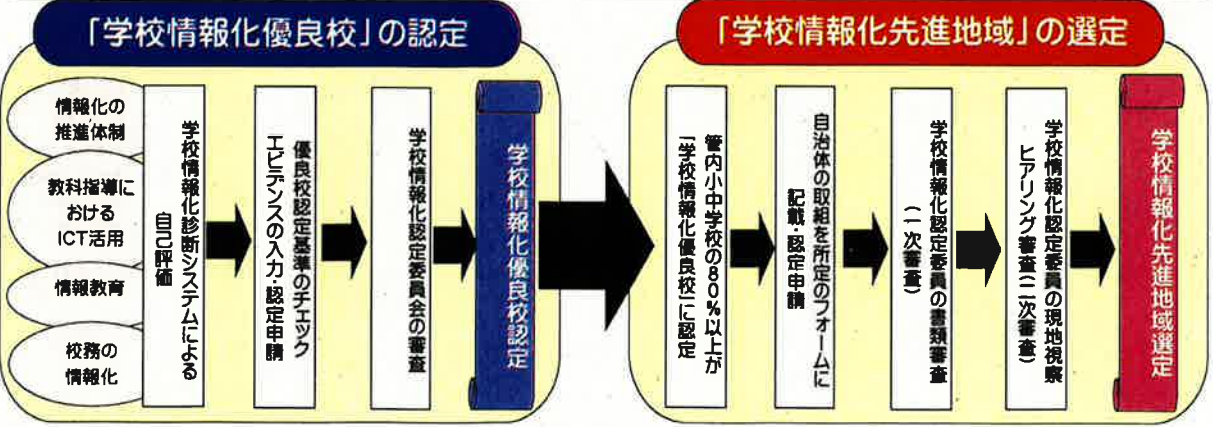 「学校情報化優良校」の認定
情報化の
推進体制
教科指導に
おける
ICT活用
情報教育
校務の
情報化
学校情報化診断システムによる
自己評価
優良校認定基準のチェック
エビデンスの入力・認定申請
学校情報化認定委員会の審査
学校情報化優良校認定
「学校情報化先進地域」の選定
管内小中学校の80%以上が
「学校情報化優良校」に認定
自治体の取組を所定のフォームに
記載・認定申請
学校情報化認定委員の書類審査
(一次審査)
学校情報化認定委員の現地視察
ヒアリング審査(二次審査)
学校情報化先進地域選定